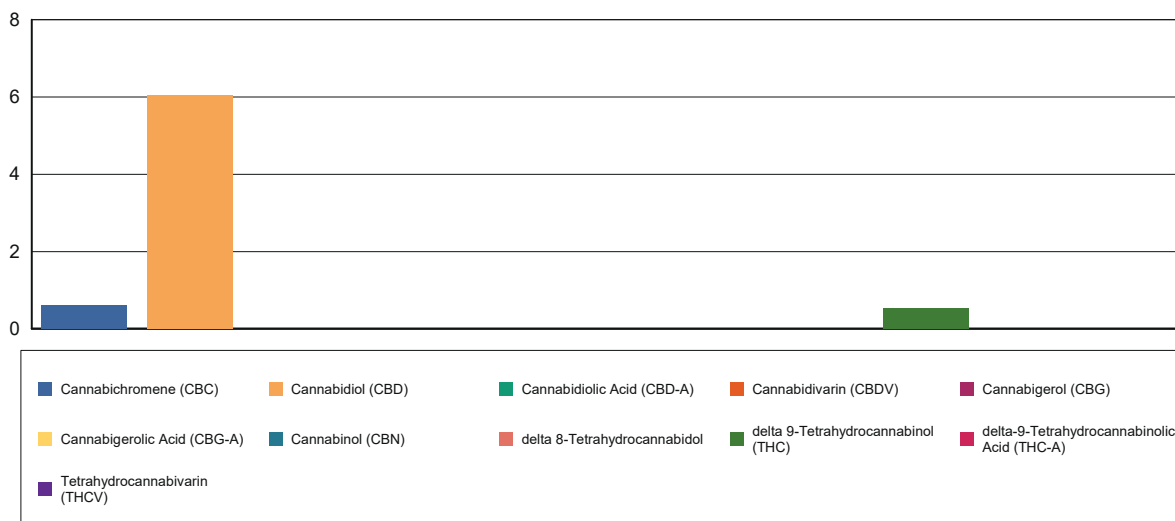 8
6
4
2
0
Cannabichromene (CBC)
Cannabidiol (CBD)
Cannabidiolic Acid (CBD-A)
Cannabidivarin (CBDV)
Cannabigerol (CBG)
Cannabigerolic Acid (CBG-A)
Cannabinol (CBN)
delta 8-Tetrahydrocannabidol
delta 9-Tetrahydrocannabinol
(THC)
delta-9-Tetrahydrocannabinolic
Acid (THC-A)
Tetrahydrocannabivarin
(THCV)